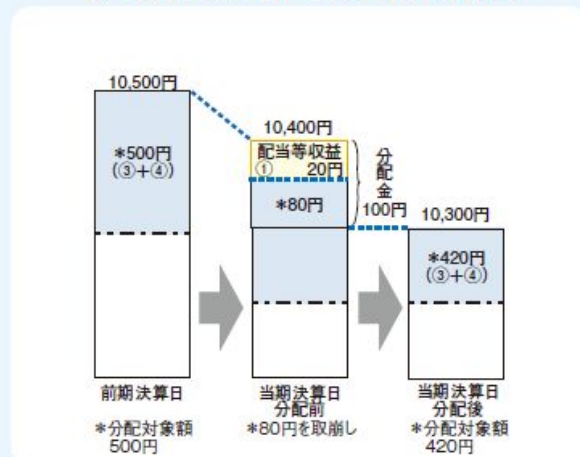 10,500円
*500円
(③+④)
10,400円
配当等収益
① 20円
*80円
分配金
100円
10,300円
*420円
(③+④)
前期決算日
*分配対象額
500円
当期決算日
分配前
*80円を取崩し
当期決算日
分配後
*分配対象額
420円